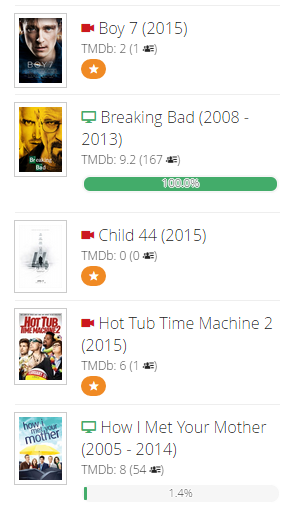 BOY 7
Boy 7 (2015)
TMDb: 2 (1 )
Breaking
Bad
Breaking Bad (2008 -
2013)
TMDb: 9.2 (167 )
100.0%
Child 44 (2015)
TMDb: 0 (0 )
HOT TUB
TIME MACHINE 2
Hot Tub Time Machine 2
(2015)
TMDb: 6 (1 )
how i met your
mother
How I Met Your Mother
(2005 - 2014)
TMDb: 8 (54 )
1.4%